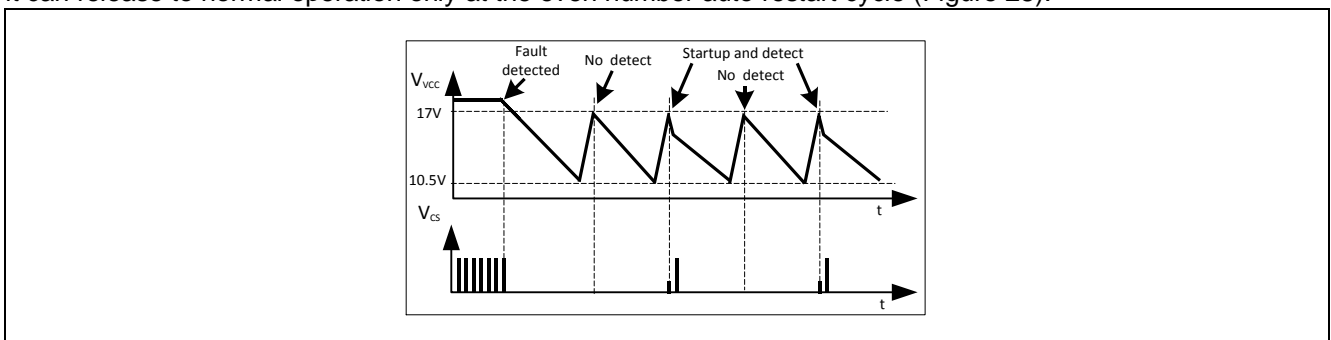 it can release to normal operation only at the even number auto restart cycle (Figure 28).
Fault
detected
No detect
Startup and detect
No detect
Vvcc
17V
10.5V
t
Vcs
t